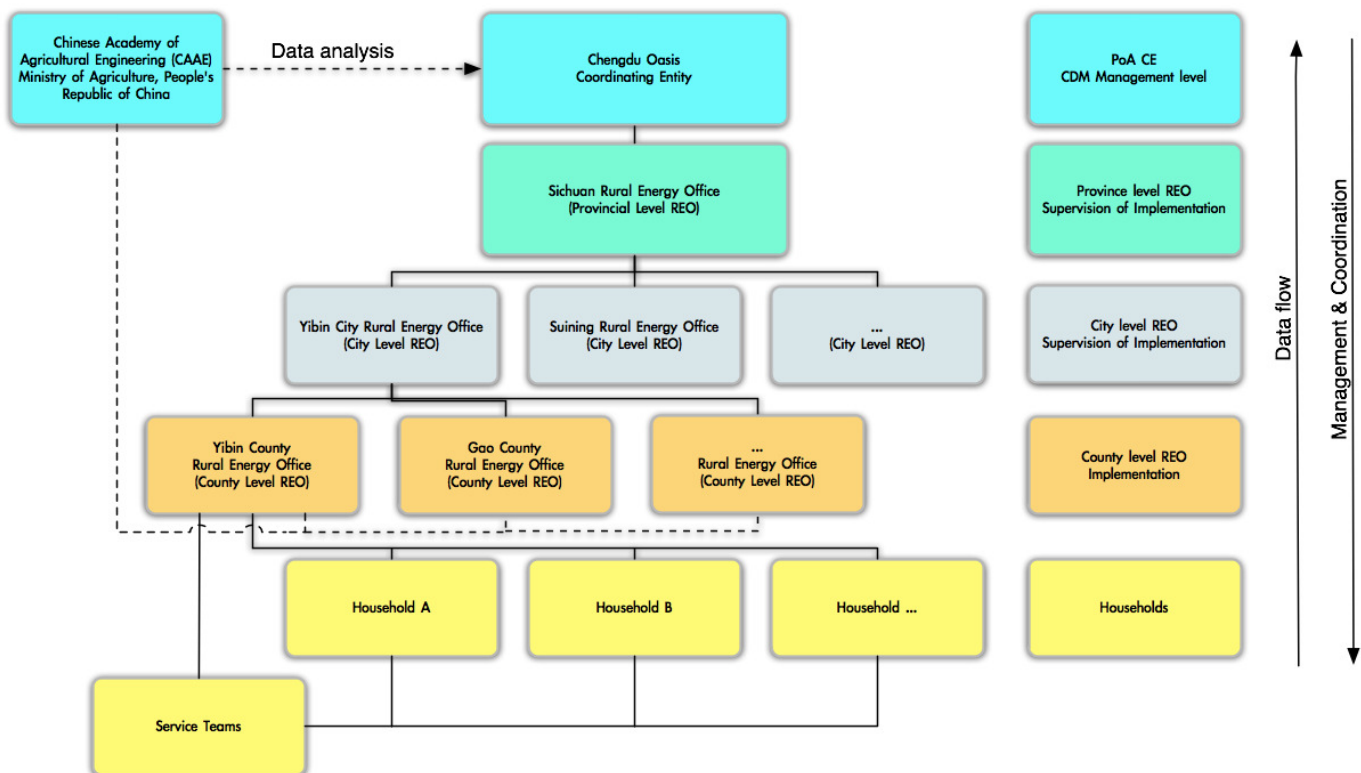 Chinese Academy of
Agricultural Engineering (CAAE)
Ministry of Agriculture, People's
Republic of China
Data analysis
Chengdu Oasis
Coordinating Entity
PoA CE
CDM Management level
Sichuan Rural Energy Office
(Provincial Level REO)
Province level REO
Supervision of Implementation
Yibin City Rural Energy Office
(City Level REO)
Suining Rural Energy Office
(City Level REO)
...
(City Level REO)
City level REO
Supervision of Implementation
Yibin County
Rural Energy Office
(County Level REO)
Gao County
Rural Energy Office
(County Level REO)
...
Rural Energy Office
(County Level REO)
County level REO
Implementation
Household A
Household B
Household ...
Households
Service Teams
Data flow
Management & Coordination